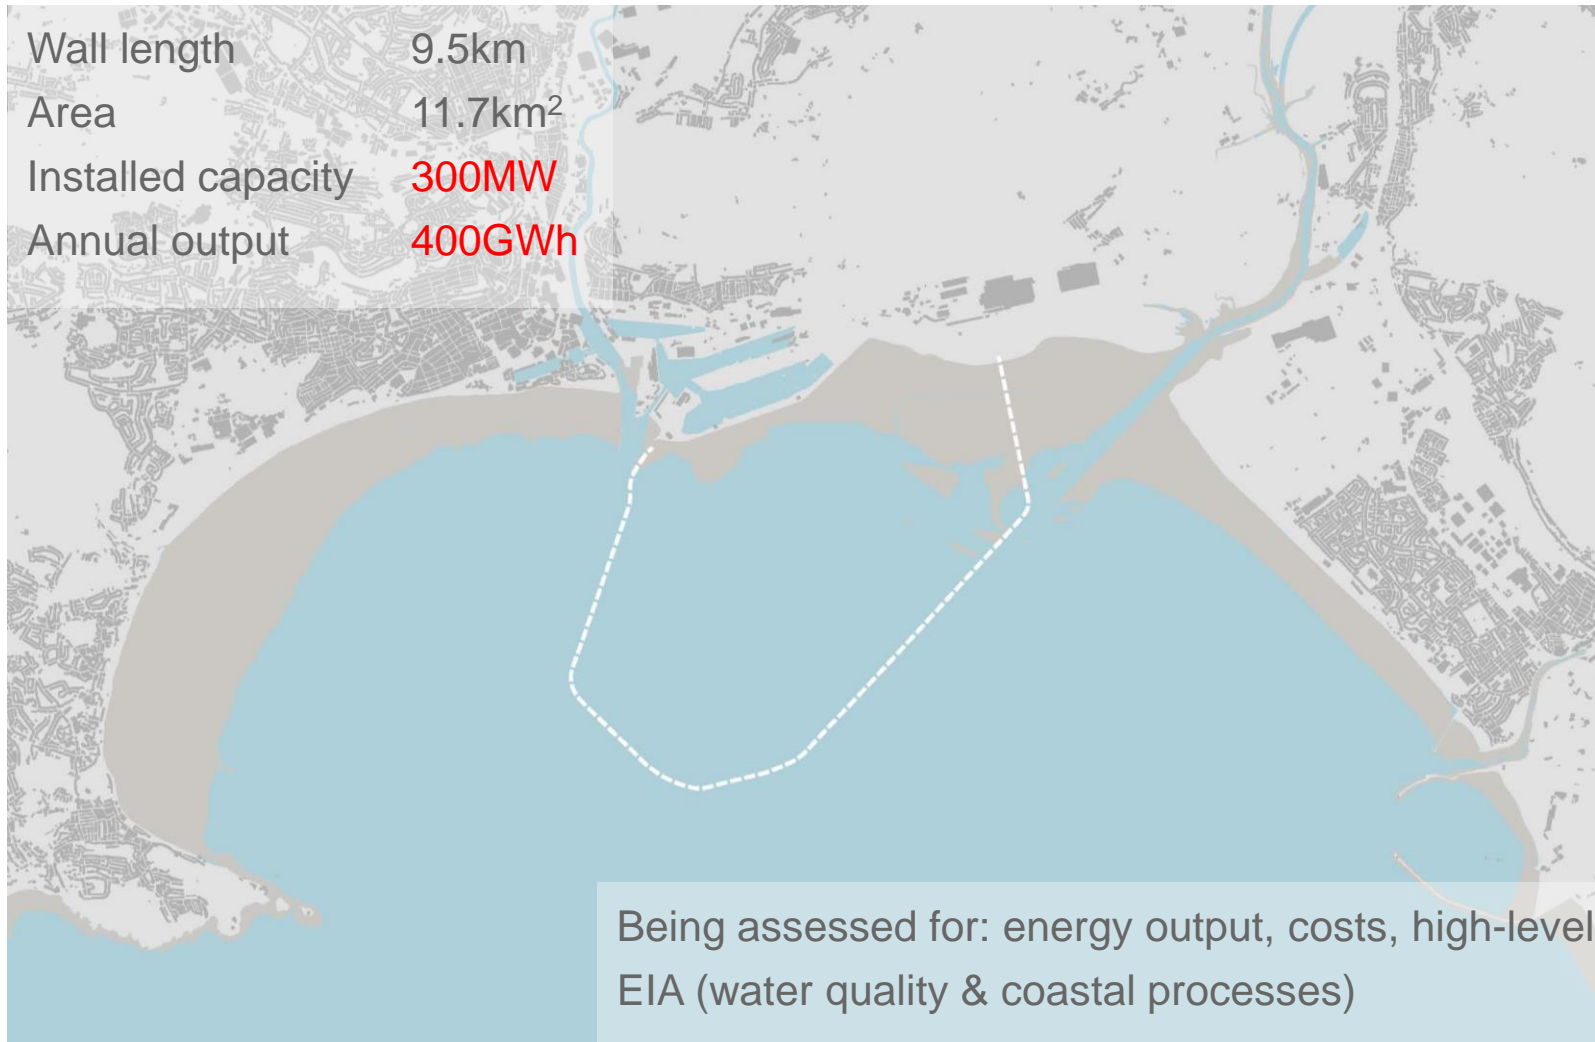 Wall length 9.5km
Area 11.7km²
Installed capacity 300MW
Annual output 400GWh
Being assessed for: energy output, costs, high-level
EIA (water quality & coastal processes)